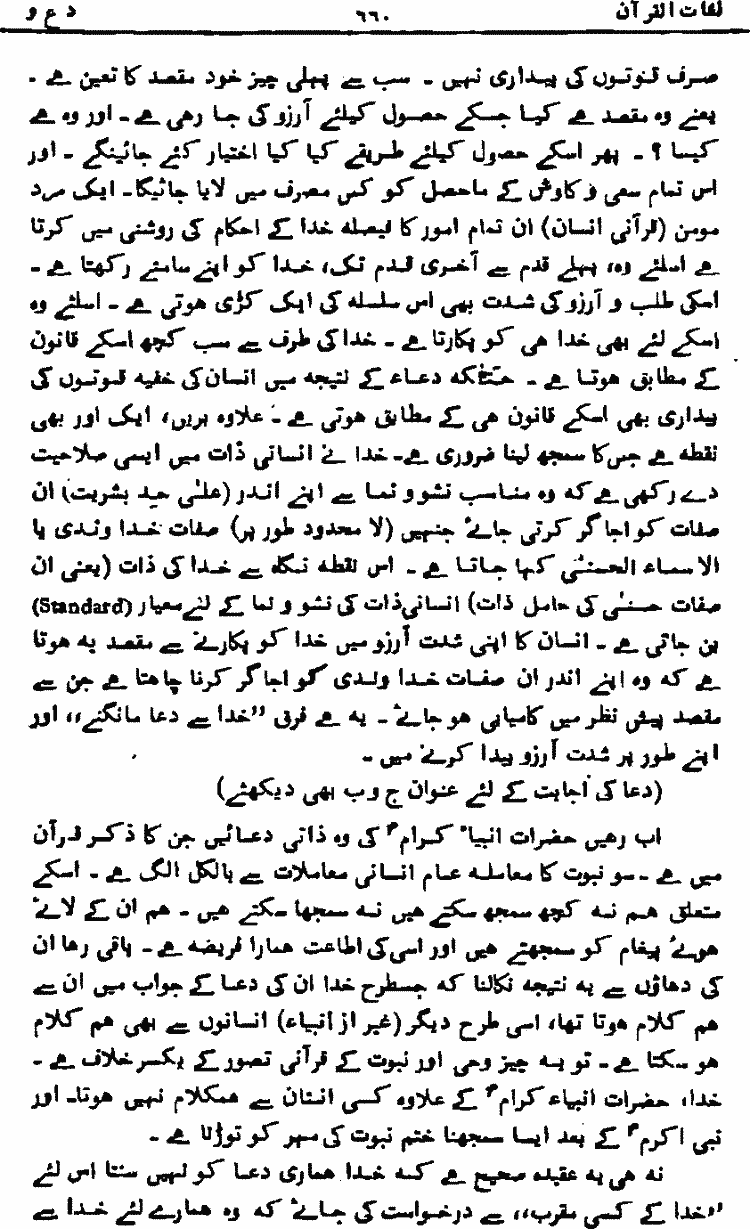 لغات القرآن ۶۶۰ د ع و
صرف قوتوں کی بیداری نہیں ۔ سب سے پہلی چیز خود مقصد کا تعین ہے ۔
یعنے وہ مقصد ہے کیا جسکے حصول کیلئے آرزو کی جا رہی ہے ۔ اور وہ ہے
کیسا ؟ ۔ پھر اسکے حصول کیلئے طریقے کیا کیا اختیار کئے جائینگے ۔ اور
اس تمام سعی و کاوش کے ماحصل کو کس مصرف میں لایا جائیگا ۔ ایک مرد
مومن (قرآنی انسان) ان تمام امور کا فیصلہ خدا کے احکام کی روشنی میں کرتا
ہے اسلئے وہ، پہلے قدم سے آخری قدم تک، خدا کو اپنے سامنے رکھتا ہے ۔
اسکی طلب و آرزو کی شدت بھی اس سلسلہ کی ایک کڑی ہوتی ہے ۔ اسلئے وہ
اسکے لئے بھی خدا ہی کو پکارتا ہے ۔ خدا کی طرف سے سب کچھ اسکے قانون
کے مطابق ہوتا ہے ۔ حتّٰی کہ دعاء کے نتیجہ میں انسان کی خفیہ قوتوں کی
بیداری بھی اسکے قانون ہی کے مطابق ہوتی ہے ۔ علاوہ بریں، ایک اور بھی
نقطہ ہے جس کا سمجھ لینا ضروری ہے ۔ خدا نے انسانی ذات میں ایسی صلاحیت
دے رکھی ہے کہ وہ مناسب نشو و نما سے اپنے اندر (علٰی حد بشریت) ان
صفات کو اجاگر کرتی جائے جنہیں (لا محدود طور پر) صفات خدا وندی یا
الاسماء الحسنٰی کہا جاتا ہے ۔ اس نقطہ نگاہ سے خدا کی ذات (یعنی ان
صفات حسنٰی کی حامل ذات) انسانی ذات کی نشو و نما کے لئے معیار (Standard)
بن جاتی ہے ۔ انسان کا اپنی شدت آرزو میں خدا کو پکارنے سے مقصد یہ ہوتا
ہے کہ وہ اپنے اندر ان صفات خدا وندی کو اجاگر کرنا چاہتا ہے جن سے
مقصد پیش نظر میں کامیابی ہو جائے ۔ یہ ہے فرق ’’خدا سے دعا مانگنے،، اور
اپنے طور پر شدت آرزو پیدا کرنے میں ۔
(دعا کی اجابت کے لئے عنوان ج و ب بھی دیکھئے)
اب رہیں حضرات انبیاء کرامؑ کی وہ ذاتی دعائیں جن کا ذکر قرآن
میں ہے ۔ سو نبوت کا معاملہ عام انسانی معاملات سے بالکل الگ ہے ۔ اسکے
متعلق ہم نہ کچھ سمجھ سکتے ہیں نہ سمجھا سکتے ہیں ۔ ہم ان کے لائے
ہوئے پیغام کو سمجھتے ہیں اور اسی کی اطاعت ہمارا فریضہ ہے ۔ باقی رہا ان
کی دعاؤں سے یہ نتیجہ نکالنا کہ جسطرح خدا ان کی دعا کے جواب میں ان سے
ہم کلام ہوتا تھا، اسی طرح دیگر (غیر از انبیاء) انسانوں سے بھی ہم کلام
ہو سکتا ہے ۔ تو یہ چیز وحی اور نبوت کے قرآنی تصور کے یکسر خلاف ہے ۔
خدا، حضرات انبیاء کرامؑ کے علاوہ کسی انسان سے ہمکلام نہیں ہوتا ۔ اور
نبی اکرمؐ کے بعد ایسا سمجھنا ختم نبوت کی مہر کو توڑنا ہے ۔
نہ ہی یہ عقیدہ صحیح ہے کہ خدا ہماری دعا کو نہیں سنتا اس لئے
’’خدا کے کسی مقرب،، سے درخواست کی جائے کہ وہ ہمارے لئے خدا سے